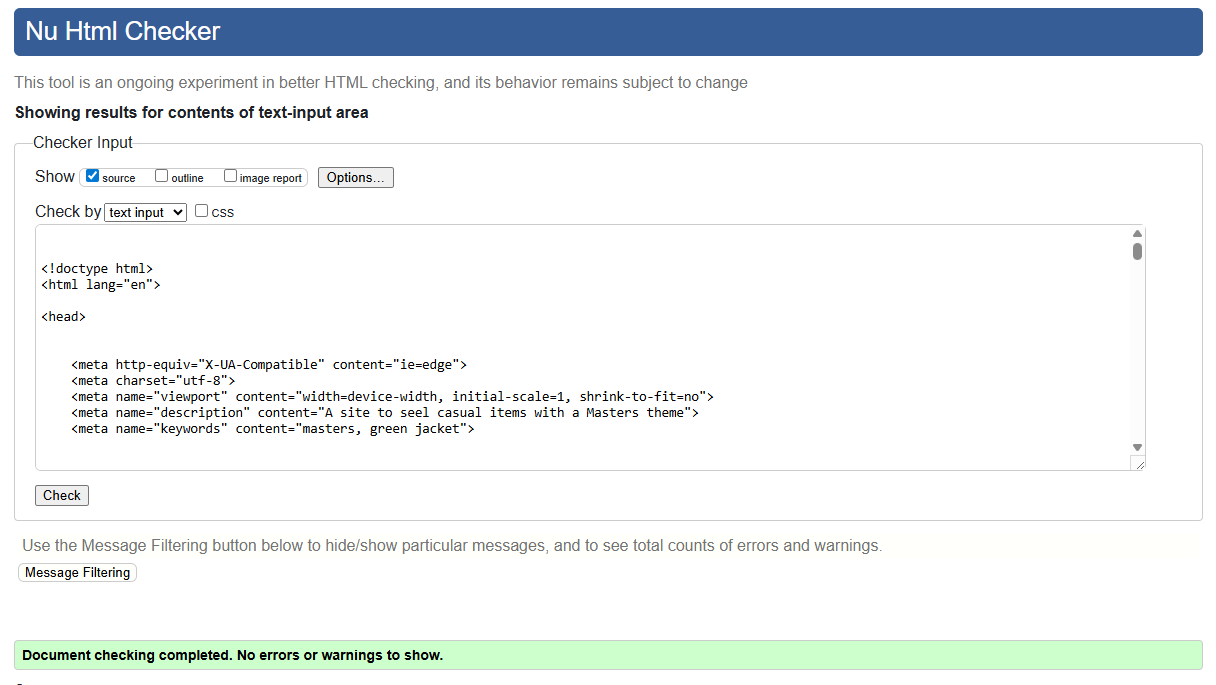 Nu Html Checker
This tool is an ongoing experiment in better HTML checking, and its behavior remains subject to change
Showing results for contents of text-input area
Checker Input
Show source outline image report Options...
Check by text input css
<!doctype html>
<html lang="en">
<head>
<meta http-equiv="X-UA-Compatible" content="ie=edge">
<meta charset="utf-8">
<meta name="viewport" content="width=device-width, initial-scale=1, shrink-to-fit=no">
<meta name="description" content="A site to seel casual items with a Masters theme">
<meta name="keywords" content="masters, green jacket">
Check
Use the Message Filtering button below to hide/show particular messages, and to see total counts of errors and warnings.
Message Filtering
Document checking completed. No errors or warnings to show.